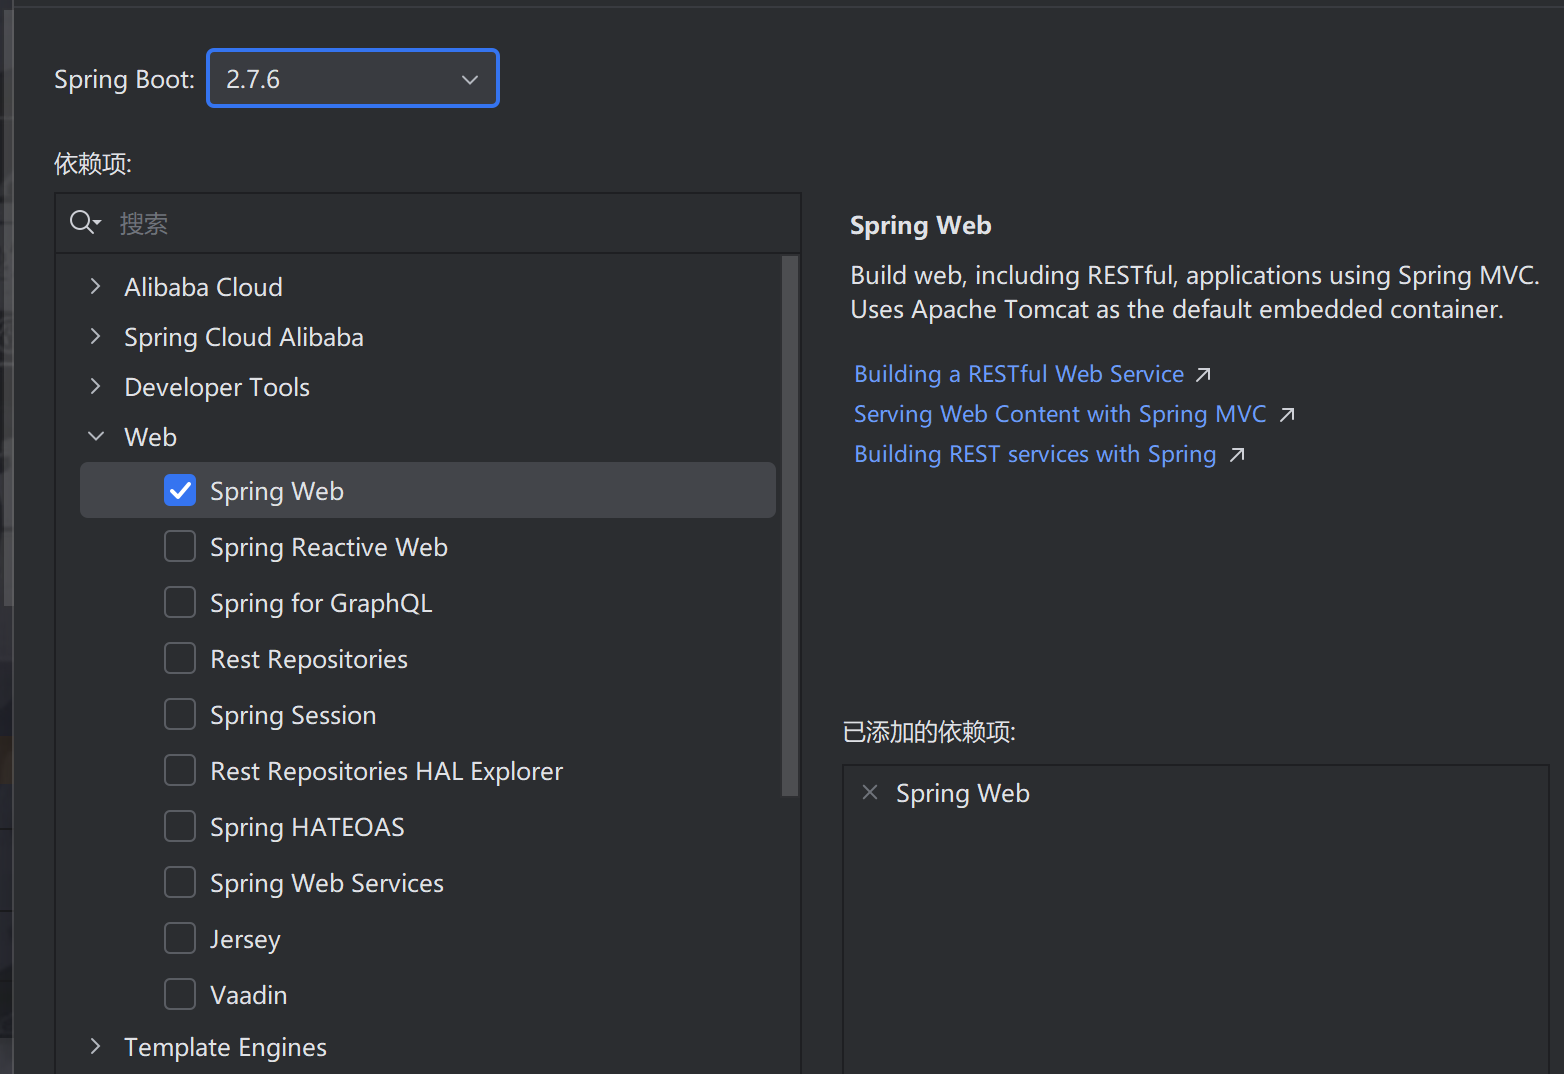 Spring Boot:
2.7.6
依赖项:
搜索
Alibaba Cloud
Spring Cloud Alibaba
Developer Tools
Web
Spring Web
Spring Reactive Web
Spring for GraphQL
Rest Repositories
Spring Session
Rest Repositories HAL Explorer
Spring HATEOAS
Spring Web Services
Jersey
Vaadin
Template Engines
Spring Web
Build web, including RESTful, applications using Spring MVC.
Uses Apache Tomcat as the default embedded container.
Building a RESTful Web Service
Serving Web Content with Spring MVC
Building REST services with Spring
已添加的依赖项:
Spring Web